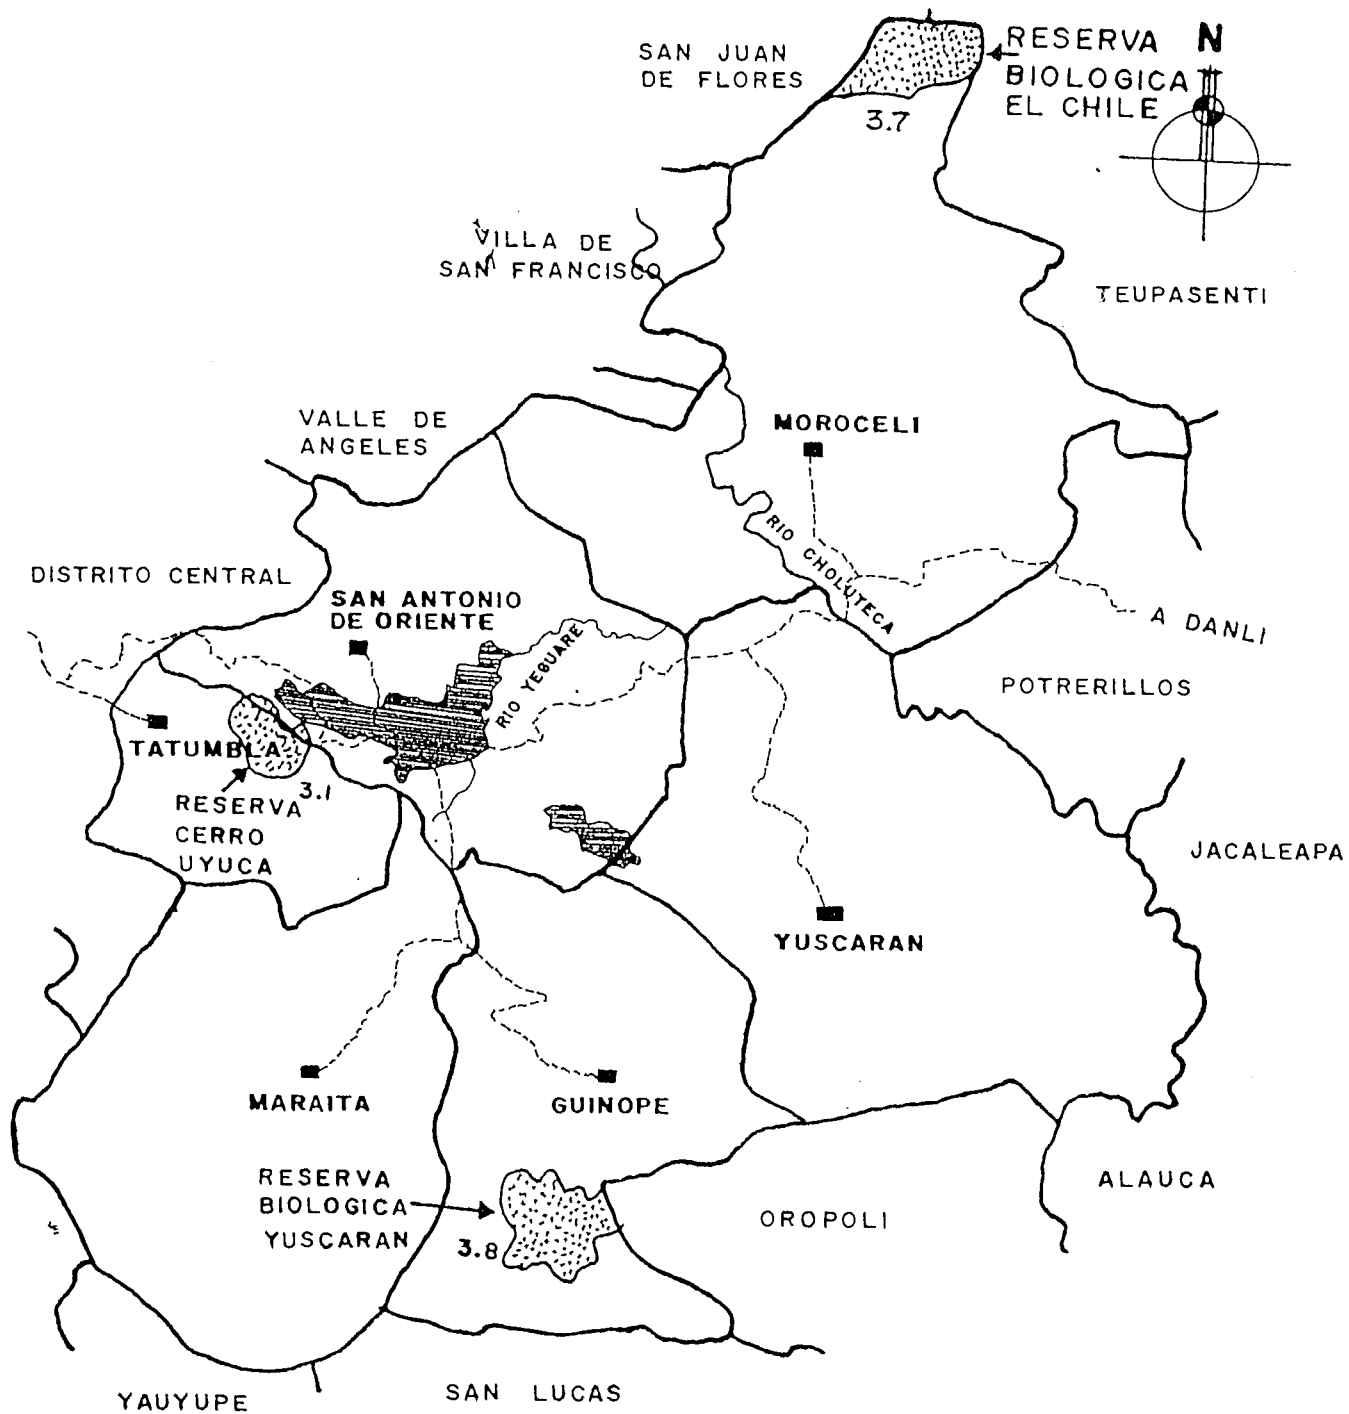 SAN JUAN
DE FLORES
RESERVA
BIOLOGICA
EL CHILE
N
3.7
VILLA DE
SAN FRANCISCO
TEUPASENTI
VALLE DE
ANGELES
MOROCELI
RIO CHOLUTECA
DISTRITO CENTRAL
SAN ANTONIO
DE ORIENTE
RIO YEGUARE
A DANLI
POTRERILLOS
TATUMBLA
3.1
RESERVA
CERRO
UYUCA
JACALEAPA
YUSCARAN
MARAITA
GUINOPE
RESERVA
BIOLOGICA
YUSCARAN
3.8
OROPOLI
ALAUCA
YAUYUPE
SAN LUCAS